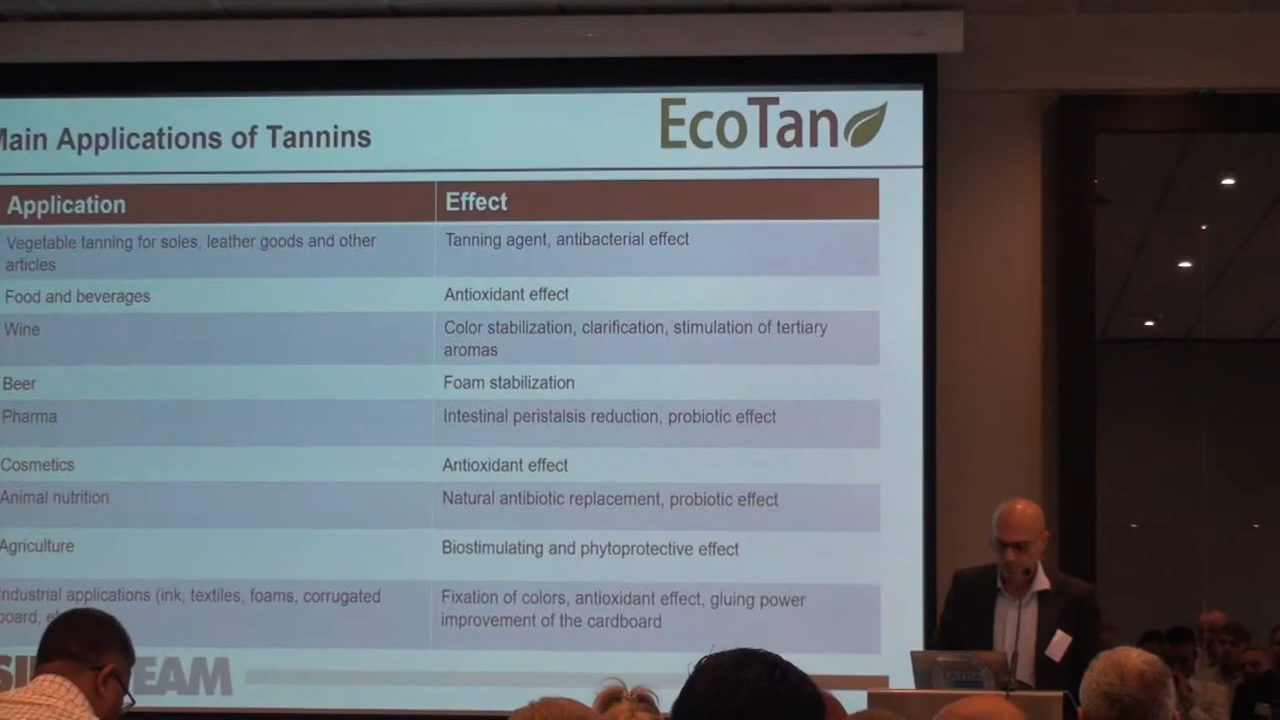 Main Applications of Tannins
EcoTan
Application
Effect
Vegetable tanning for soles, leather goods and other
articles
Tanning agent, antibacterial effect
Food and beverages
Antioxidant effect
Wine
Color stabilization, clarification, stimulation of tertiary
aromas
Beer
Foam stabilization
Pharma
Intestinal peristalsis reduction, probiotic effect
Cosmetics
Antioxidant effect
Animal nutrition
Natural antibiotic replacement, probiotic effect
Agriculture
Biostimulating and phytoprotective effect
Industrial applications (ink, textiles, foams, corrugated
board,
Fixation of colors, antioxidant effect, gluing power
improvement of the cardboard